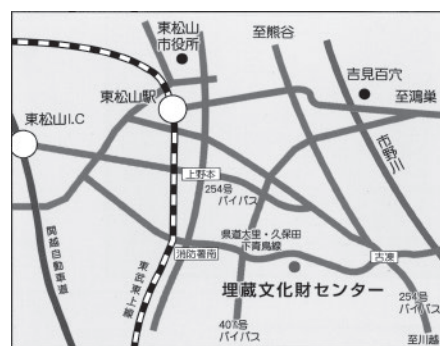 東松山
市役所
至熊谷
吉見百穴
東松山駅
至鴻巣
東松山I.C
市野川
上野本
254号
バイパス
県道大里・久保田
下青鳥線
関越自動車道
東武東上線
消防署南
古凍
埋蔵文化財センター
407号
バイパス
254号
バイパス
至川越